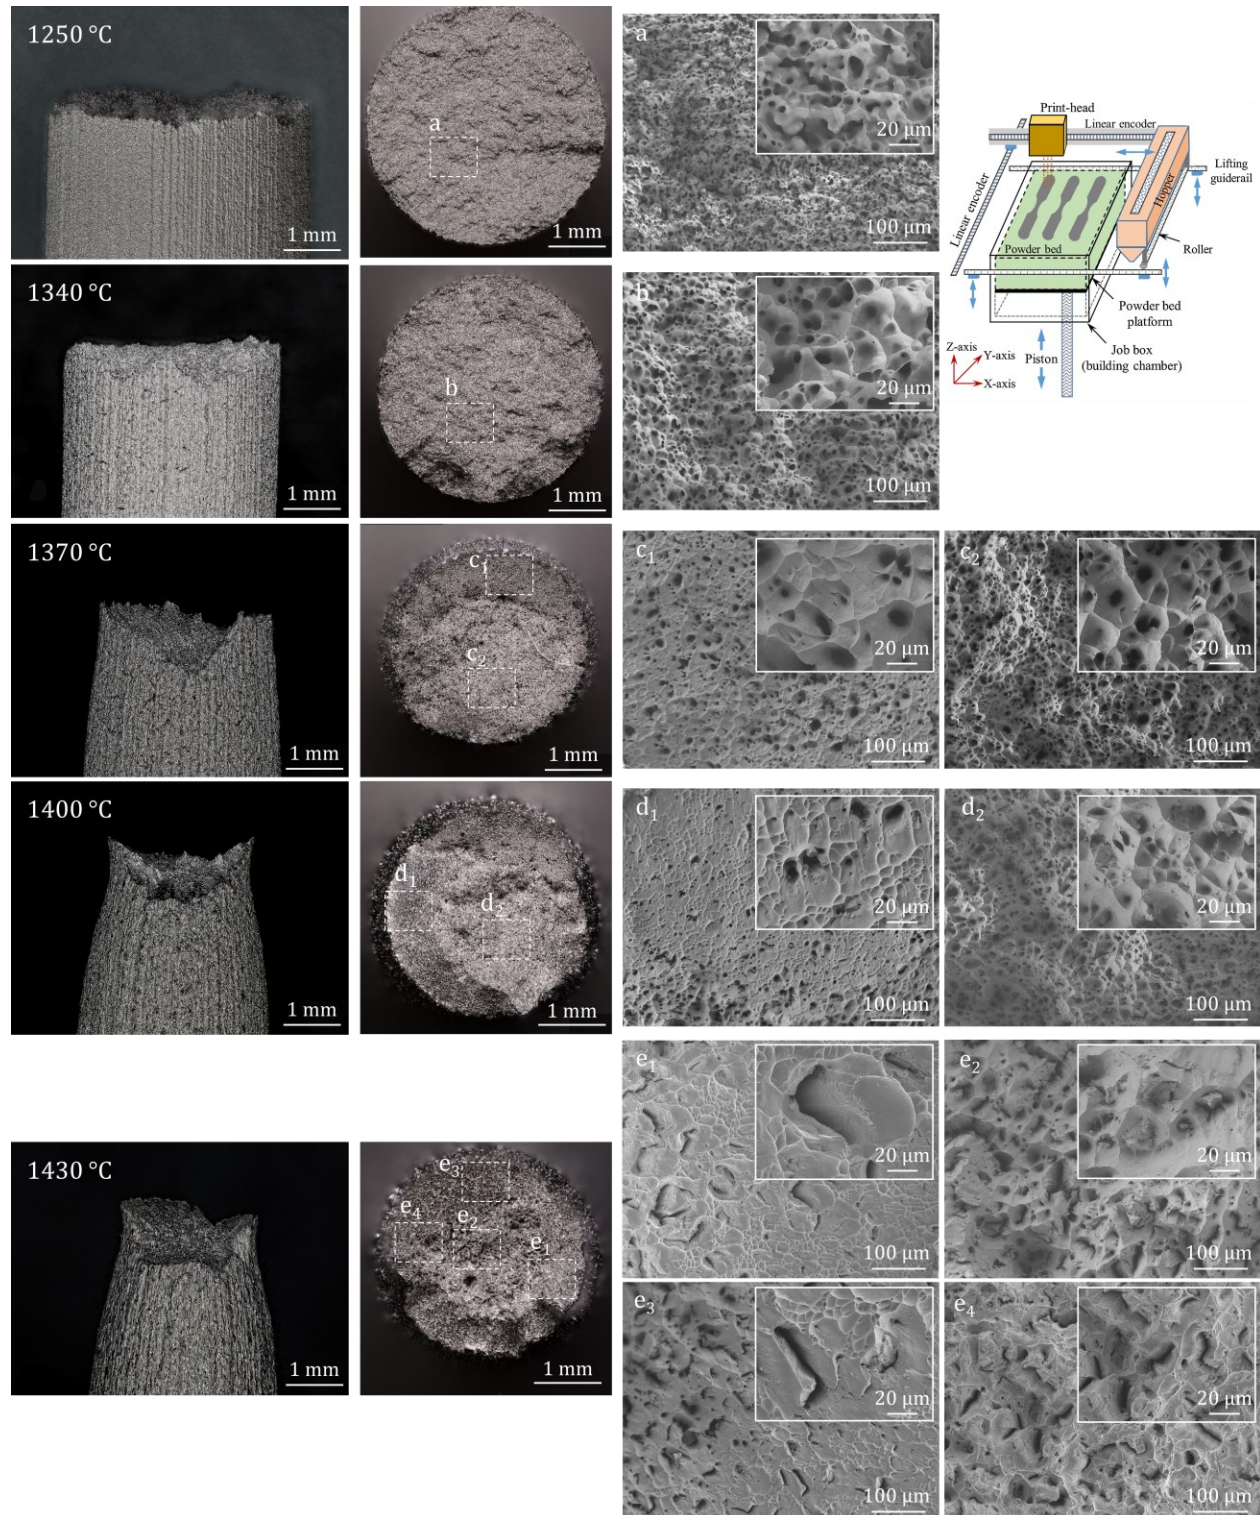 1250 °C
1 mm
a
1 mm
a
20 μm
100 μm
Print-head
Linear encoder
Lifting
guiderail
Linear encoder
Hopper
Powder bed
Roller
Powder bed
platform
Job box
(building chamber)
Piston
Z-axis
Y-axis
X-axis
1340 °C
1 mm
b
1 mm
b
20 μm
100 μm
1370 °C
1 mm
c₁
c₂
1 mm
c₁
20 μm
100 μm
c₂
20 μm
100 μm
1400 °C
1 mm
d₁
d₂
1 mm
d₁
20 μm
100 μm
d₂
20 μm
100 μm
e₁
20 μm
100 μm
e₂
20 μm
100 μm
1430 °C
1 mm
e₃
e₄
e₂
e₁
1 mm
e₃
20 μm
100 μm
e₄
20 μm
100 μm